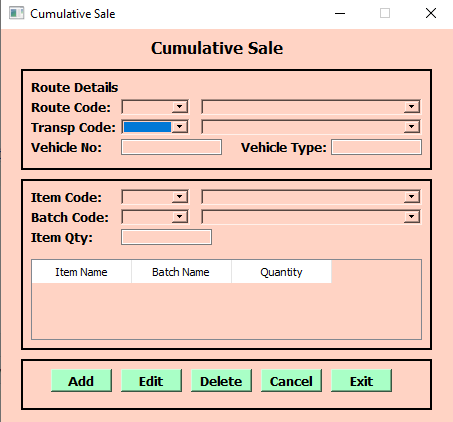 Cumulative Sale
Cumulative Sale
Route Details
Route Code:
Transp Code:
Vehicle No: Vehicle Type:
Item Code:
Batch Code:
Item Qty:
Item Name Batch Name Quantity
Add Edit Delete Cancel Exit